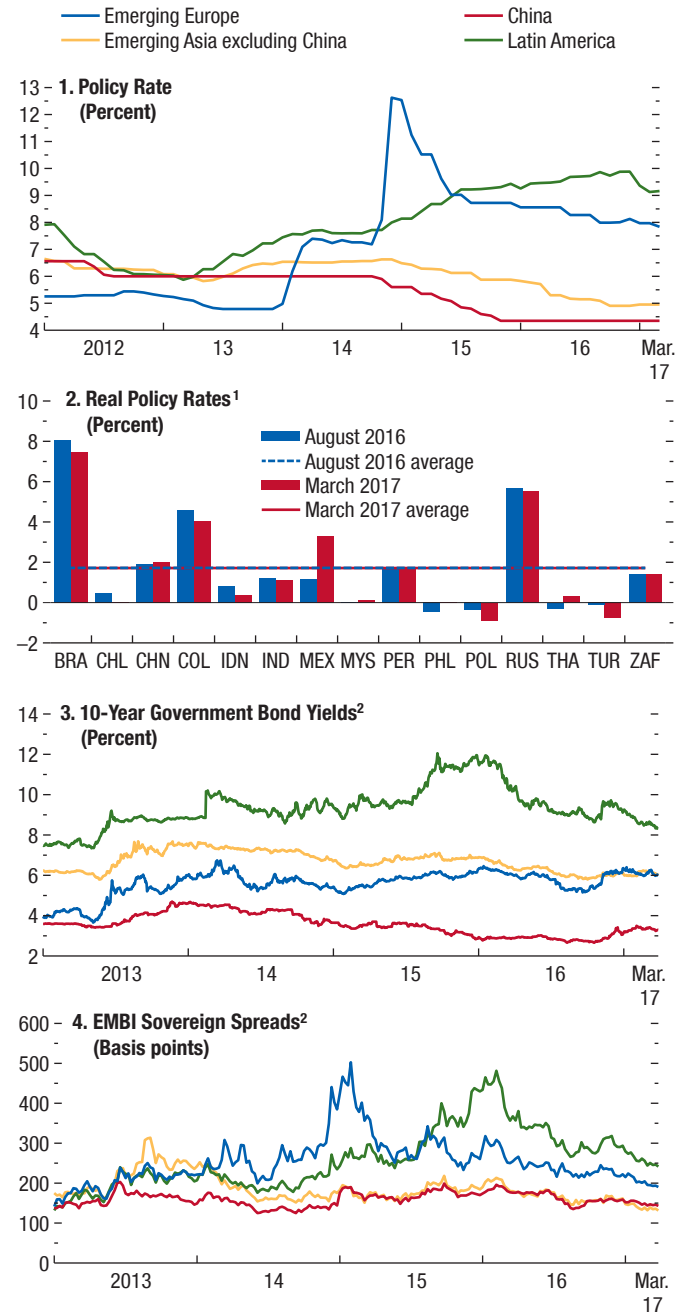 Emerging Europe
China
Emerging Asia excluding China
Latin America
1. Policy Rate
(Percent)
13
12
11
10
9
8
7
6
5
4
2012 13 14 15 16 Mar.
17
2. Real Policy Rates1
(Percent)
August 2016
August 2016 average
March 2017
March 2017 average
10
8
6
4
2
0
–2
BRA CHL CHN COL IDN IND MEX MYS PER PHL POL RUS THA TUR ZAF
3. 10-Year Government Bond Yields2
(Percent)
14
12
10
8
6
4
2
2013 14 15 16 Mar.
17
4. EMBI Sovereign Spreads2
(Basis points)
600
500
400
300
200
100
0
2013 14 15 16 Mar.
17